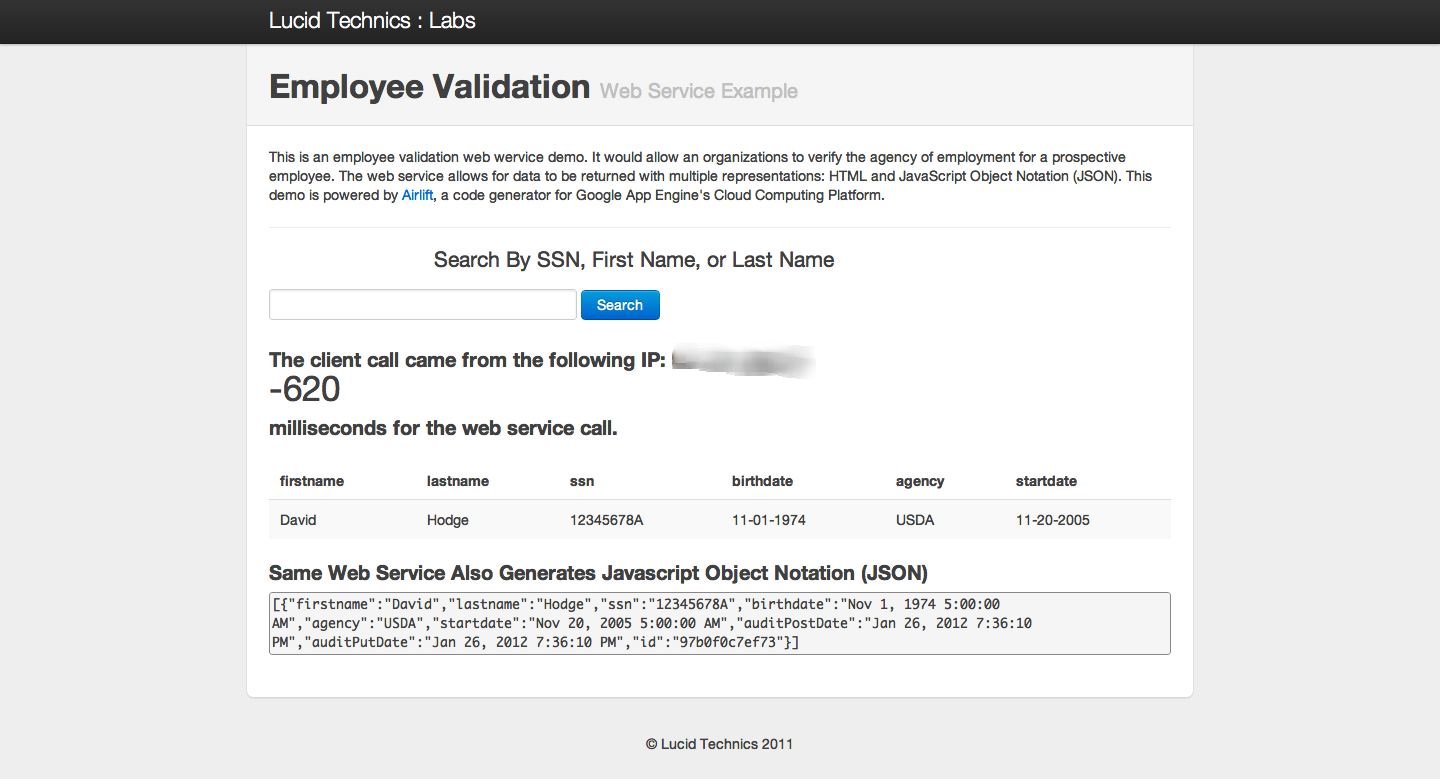 Lucid Technics : Labs
Employee Validation Web Service Example
This is an employee validation web wervice demo. It would allow an organizations to verify the agency of employment for a prospective
employee. The web service allows for data to be returned with multiple representations: HTML and JavaScript Object Notation (JSON). This
demo is powered by Airlift, a code generator for Google App Engine's Cloud Computing Platform.
Search By SSN, First Name, or Last Name
Search
The client call came from the following IP:
-620
milliseconds for the web service call.
firstname lastname ssn birthdate agency startdate
David Hodge 12345678A 11-01-1974 USDA 11-20-2005
Same Web Service Also Generates Javascript Object Notation (JSON)
[{"firstname":"David","lastname":"Hodge","ssn":"12345678A","birthdate":"Nov 1, 1974 5:00:00
AM","agency":"USDA","startdate":"Nov 20, 2005 5:00:00 AM","auditPostDate":"Jan 26, 2012 7:36:10
PM","auditPutDate":"Jan 26, 2012 7:36:10 PM","id":"97b0f0c7ef73"}]
© Lucid Technics 2011